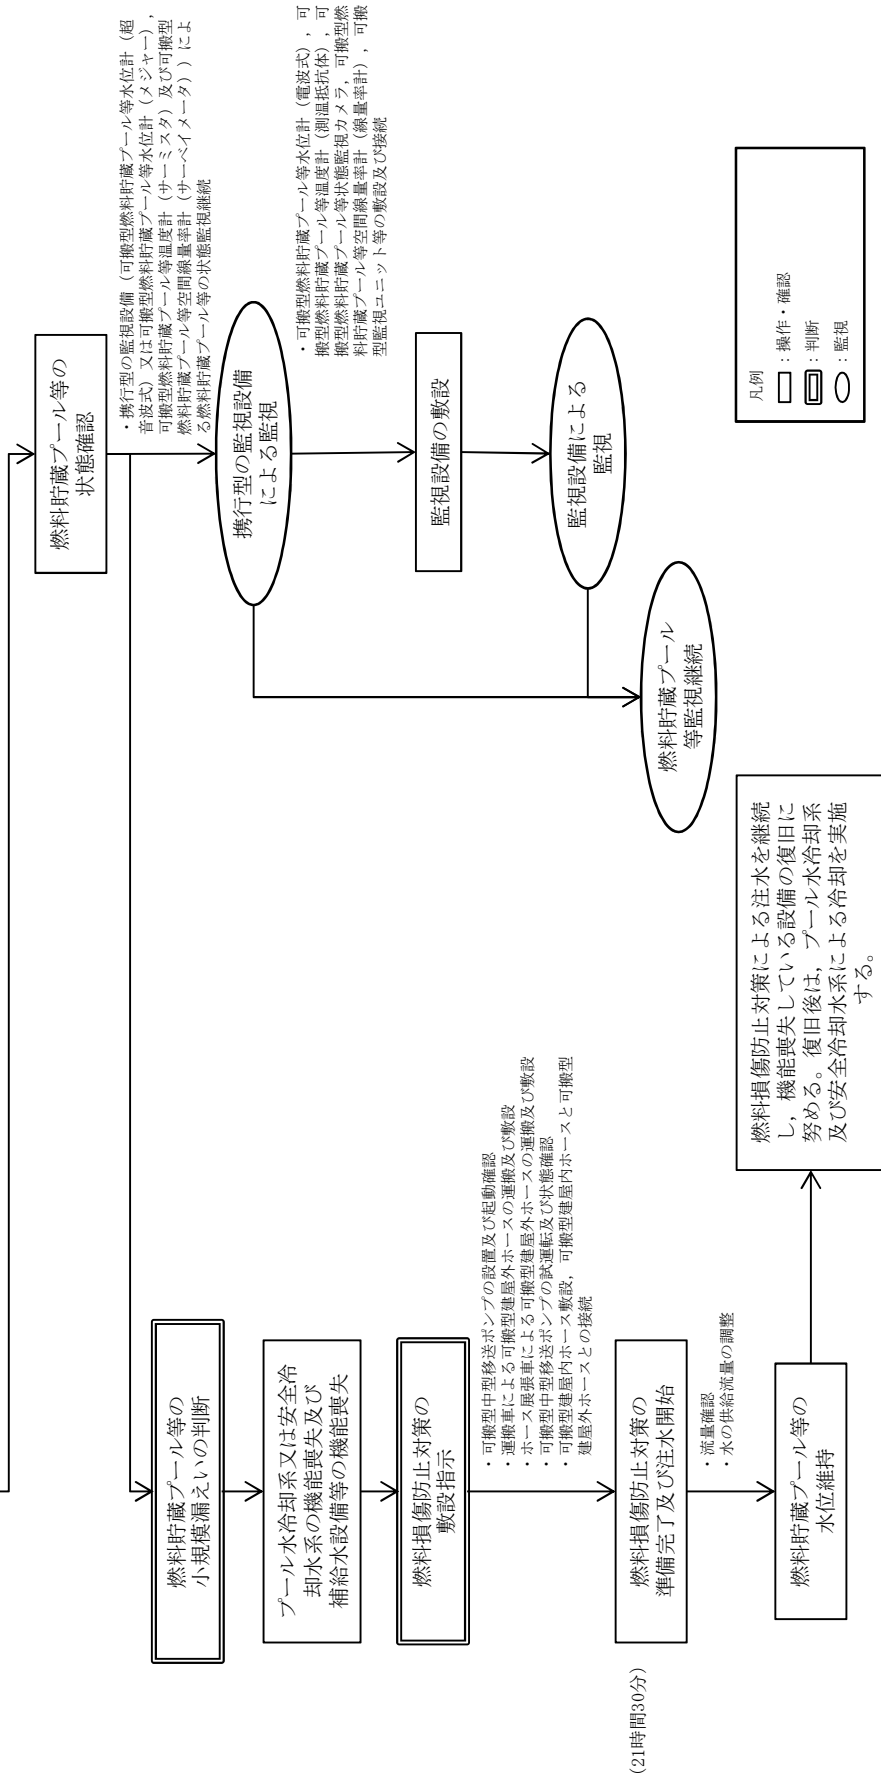 燃料貯蔵プール等の
状態確認
・携行型の監視設備（可搬型燃料貯蔵プール等水位計（超
音波式）又は可搬型燃料貯蔵プール等水位計（メジャー），
可搬型燃料貯蔵プール等温度計（サーミスタ）及び可搬型
燃料貯蔵プール等空間線量率計（サーベイメータ））によ
る燃料貯蔵プール等の状態監視継続
携行型の監視設備
による監視
・可搬型燃料貯蔵プール等水位計（電波式），可
搬型燃料貯蔵プール等温度計（測温抵抗体），可
搬型燃料貯蔵プール等状態監視カメラ，可搬型燃
料貯蔵プール等空間線量率計（線量率計），可搬
型監視ユニット等の敷設及び接続
監視設備の敷設
監視設備による
監視
燃料貯蔵プール
等監視継続
燃料貯蔵プール等の
小規模漏えいの判断
プール水冷却系又は安全冷
却水系の機能喪失及び
補給水設備等の機能喪失
燃料損傷防止対策の
敷設指示
・可搬型中型移送ポンプの設置及び起動確認
・運搬車による可搬型建屋外ホースの運搬及び敷設
・ホース展張車による可搬型建屋外ホースの運搬及び敷設
・可搬型中型移送ポンプの試運転及び状態確認
・可搬型建屋内ホース敷設，可搬型建屋内ホースと可搬型
建屋外ホースとの接続
(21時間30分)
燃料損傷防止対策の
準備完了及び注水開始
・流量確認
・水の供給流量の調整
燃料貯蔵プール等の
水位維持
燃料損傷防止対策による注水を継続
し，機能喪失している設備の復旧に
努める。復旧後は，プール水冷却系
及び安全冷却水系による冷却を実施
する。
凡例
：操作・確認
：判断
：監視